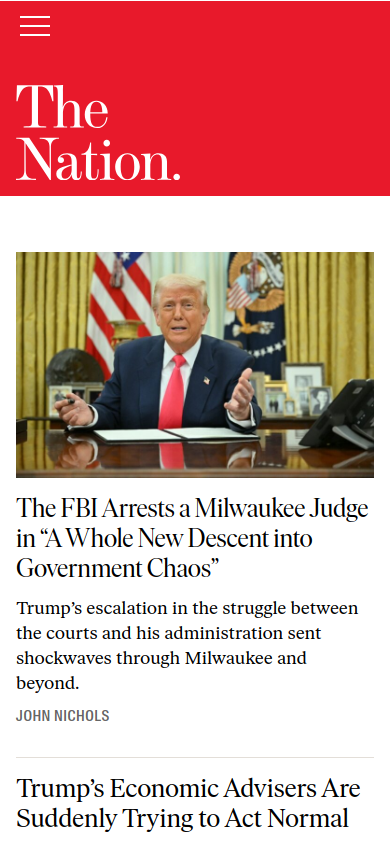 The
Nation.
The FBI Arrests a Milwaukee Judge
in “A Whole New Descent into
Government Chaos”
Trump’s escalation in the struggle between
the courts and his administration sent
shockwaves through Milwaukee and
beyond.
JOHN NICHOLS
Trump’s Economic Advisers Are
Suddenly Trying to Act Normal